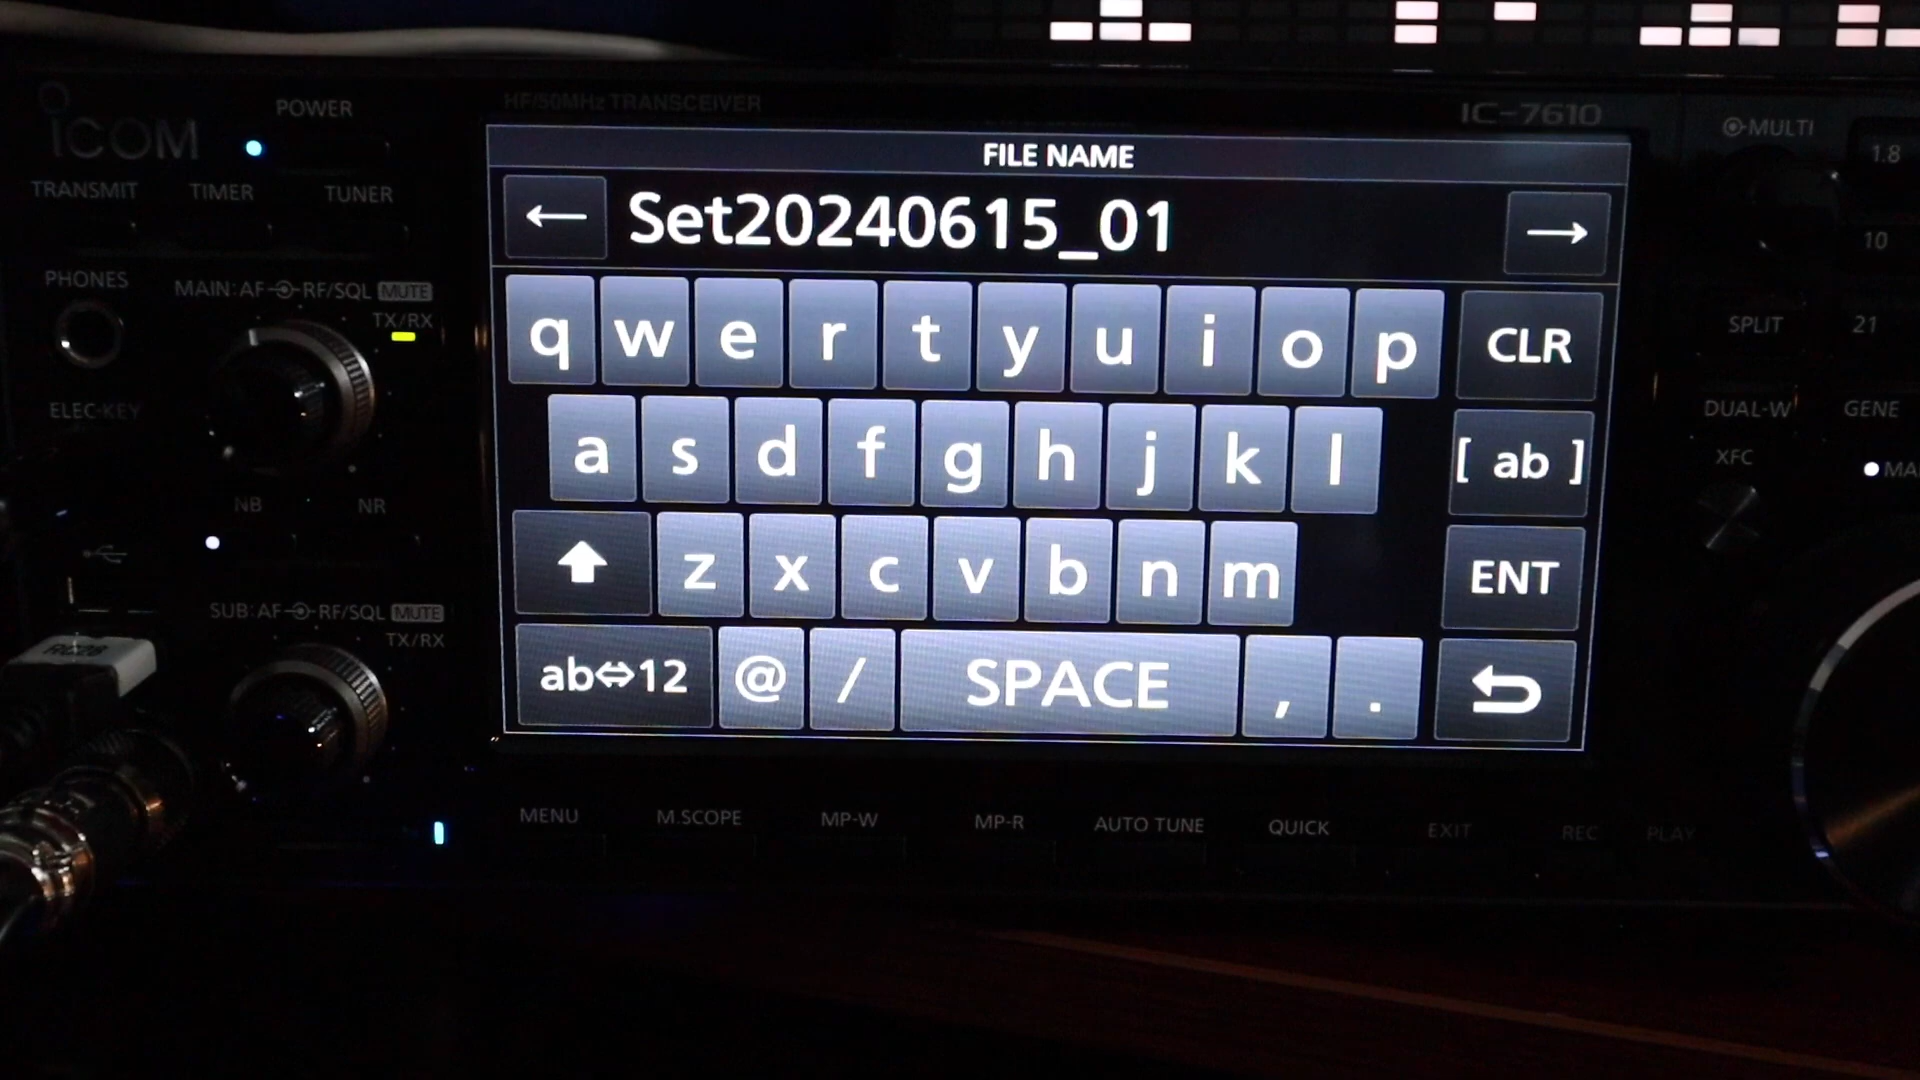 HF/50MHz TRANSCEIVER
IC-7610
ICOM
POWER
TRANSMIT TIMER TUNER
PHONES
MAIN: AF RF/SQL MUTE
TX/RX
ELEC-KEY
NB NR
SUB: AF RF/SQL MUTE
TX/RX
FILE NAME
← Set20240615_01 →
q w e r t y u i o p CLR
a s d f g h j k l [ ab ]
z x c v b n m ENT
ab⇔12 @ / SPACE , .
MENU M.SCOPE MP-W MP-R AUTO TUNE QUICK EXIT REC PLAY
MULTI
1.8
10
SPLIT 21
DUAL-W GENE
XFC